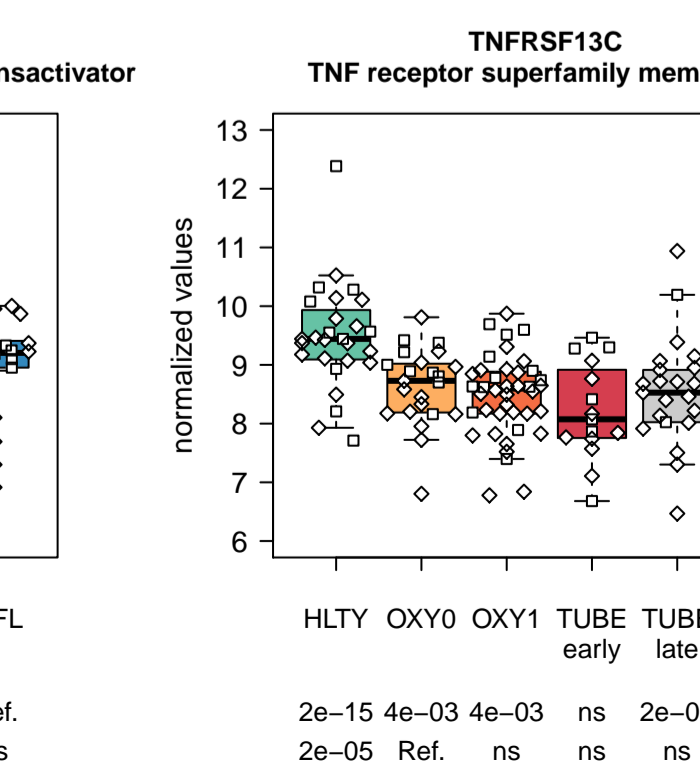 nsactivator
TNFRSF13C
TNF receptor superfamily mem
normalized values
13
12
11
10
9
8
7
6
FL
HLTY OXY0 OXY1 TUBE TUBE
early late
ef. 2e−15 4e−03 4e−03 ns 2e−0
s 2e−05 Ref. ns ns ns